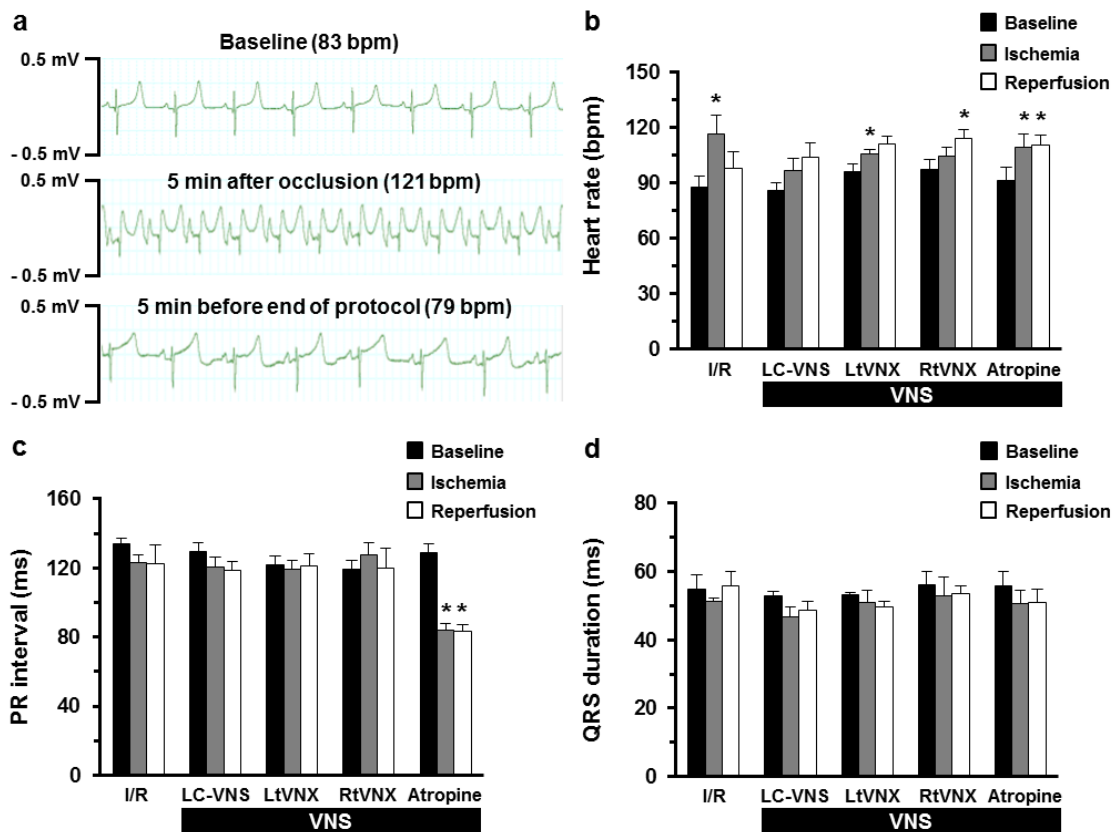 a
Baseline (83 bpm)
0.5 mV
- 0.5 mV
5 min after occlusion (121 bpm)
0.5 mV
- 0.5 mV
5 min before end of protocol (79 bpm)
0.5 mV
- 0.5 mV
b
Baseline
Ischemia
Reperfusion
Heart rate (bpm)
150
120
90
60
30
0
*
*
*
* *
I/R LC-VNS LtVNX RtVNX Atropine
VNS
c
Baseline
Ischemia
Reperfusion
PR interval (ms)
160
120
80
40
0
* *
I/R LC-VNS LtVNX RtVNX Atropine
VNS
d
Baseline
Ischemia
Reperfusion
QRS duration (ms)
80
60
40
20
0
I/R LC-VNS LtVNX RtVNX Atropine
VNS